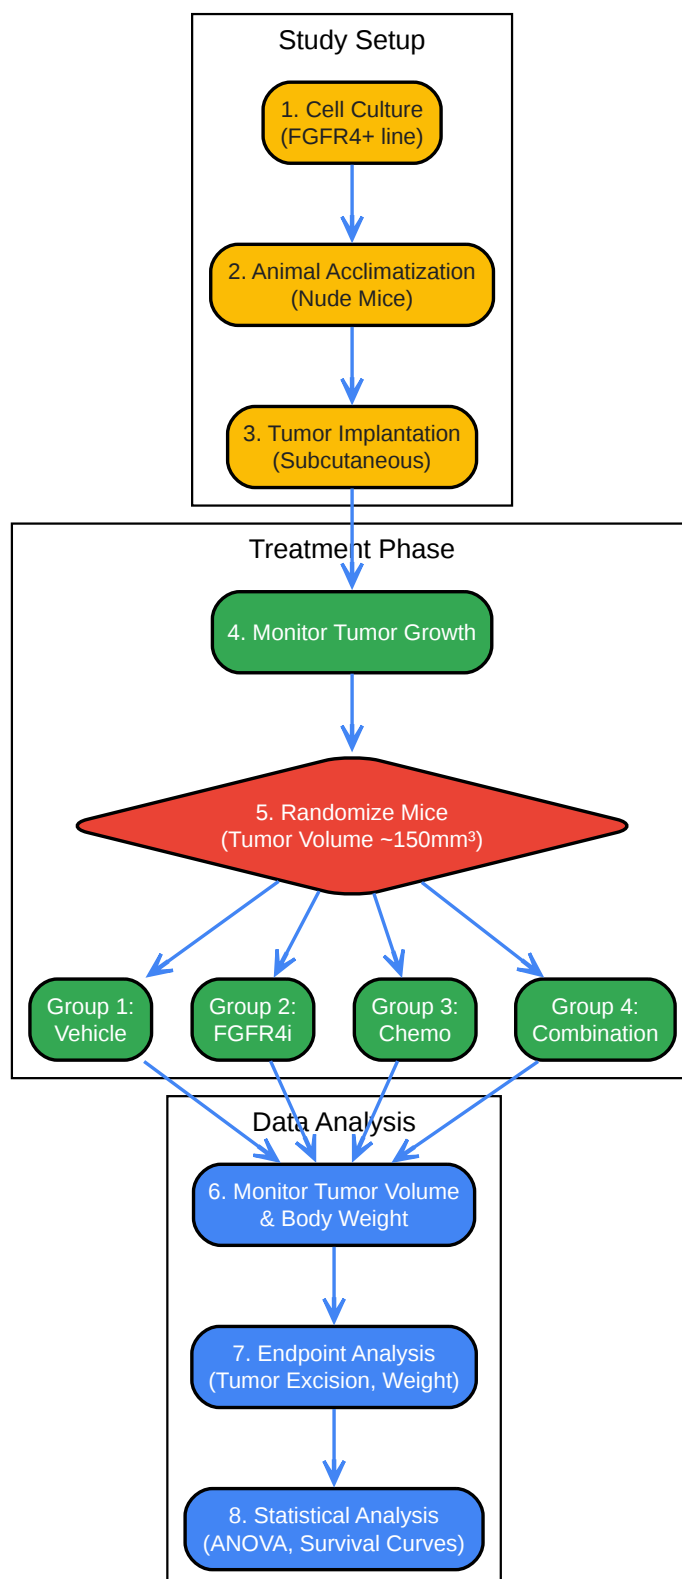 Study Setup
1. Cell Culture
(FGFR4+ line)
2. Animal Acclimatization
(Nude Mice)
3. Tumor Implantation
(Subcutaneous)
Treatment Phase
4. Monitor Tumor Growth
5. Randomize Mice
(Tumor Volume ~150mm³)
Group 1:
Vehicle
Group 2:
FGFR4i
Group 3:
Chemo
Group 4:
Combination
Data Analysis
6. Monitor Tumor Volume
& Body Weight
7. Endpoint Analysis
(Tumor Excision, Weight)
8. Statistical Analysis
(ANOVA, Survival Curves)